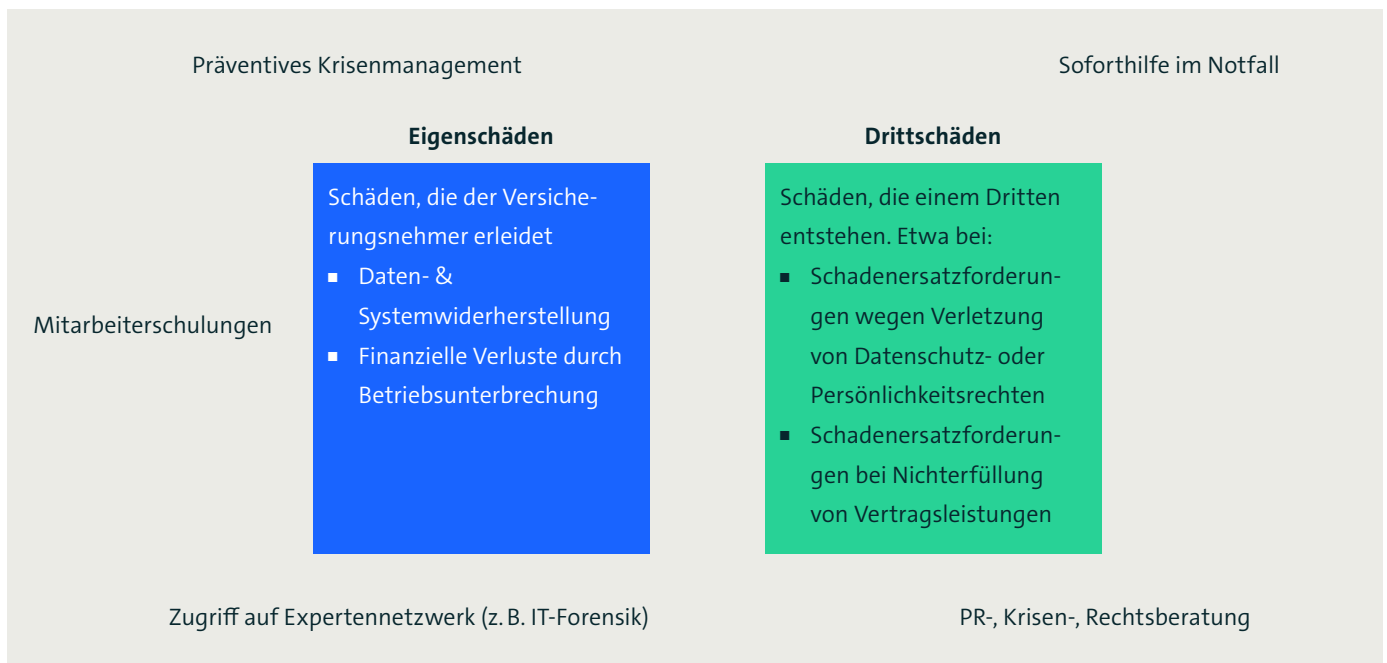 Präventives Krisenmanagement
Soforthilfe im Notfall
Eigenschäden
Schäden, die der Versiche-
rungsnehmer erleidet
▪ Daten- &
Systemwiderherstellung
▪ Finanzielle Verluste durch
Betriebsunterbrechung
Drittschäden
Schäden, die einem Dritten
entstehen. Etwa bei:
▪ Schadenersatzforderun-
gen wegen Verletzung
von Datenschutz- oder
Persönlichkeitsrechten
▪ Schadenersatzforderun-
gen bei Nichterfüllung
von Vertragsleistungen
Mitarbeiterschulungen
Zugriff auf Expertennetzwerk (z. B. IT-Forensik)
PR-, Krisen-, Rechtsberatung